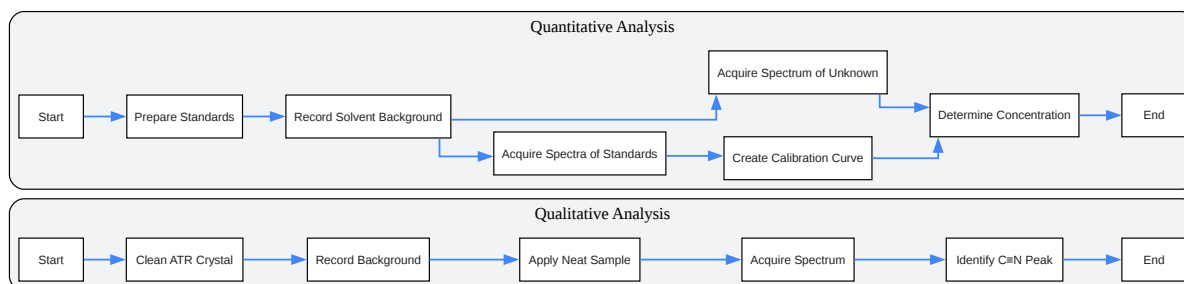 Quantitative Analysis
Acquire Spectrum of Unknown
Start
Prepare Standards
Record Solvent Background
Determine Concentration
End
Acquire Spectra of Standards
Create Calibration Curve
Qualitative Analysis
Start
Clean ATR Crystal
Record Background
Apply Neat Sample
Acquire Spectrum
Identify C≡N Peak
End